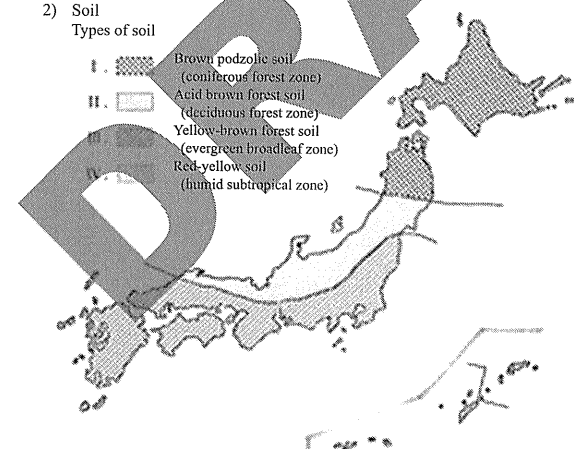 2) Soil
Types of soil
I. Brown podzolic soil
(coniferous forest zone)
II. Acid brown forest soil
(deciduous forest zone)
III. Yellow-brown forest soil
(evergreen broadleaf zone)
IV. Red-yellow soil
(humid subtropical zone)
DRA